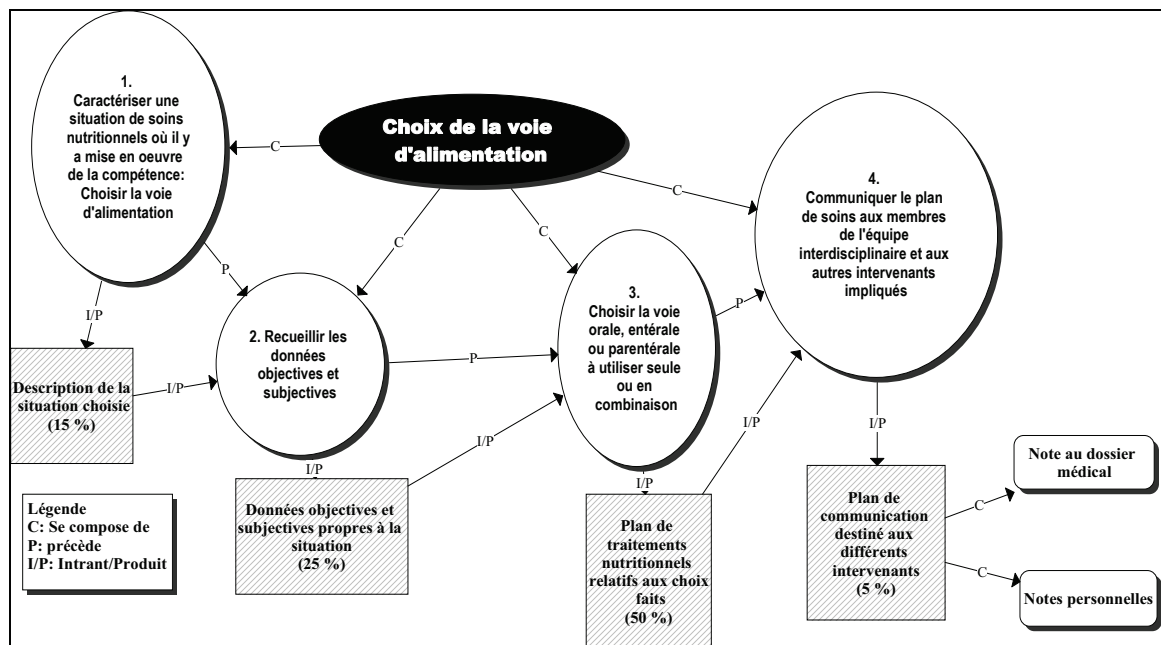 1.
Caractériser une
situation de soins
nutritionnels où il y
a mise en oeuvre
de la compétence:
Choisir la voie
d'alimentation
Choix de la voie
d'alimentation
4.
Communiquer le plan
de soins aux membres
de l'équipe
interdisciplinaire et aux
autres intervenants
impliqués
C
C
C
C
P
I/P
2. Recueillir les
données
objectives et
subjectives
P
3.
Choisir la voie
orale, entérale
ou parentérale
à utiliser seule
ou en
combinaison
P
Description de la
situation choisie
(15 %)
I/P
I/P
I/P
I/P
I/P
I/P
Légende
C: Se compose de
P: précède
I/P: Intrant/Produit
Données objectives et
subjectives propres à la
situation
(25 %)
Plan de
traitements
nutritionnels
relatifs aux choix
faits
(50 %)
Plan de
communication
destiné aux
différents
intervenants
(5 %)
C
C
Note au dossier
médical
Notes personnelles